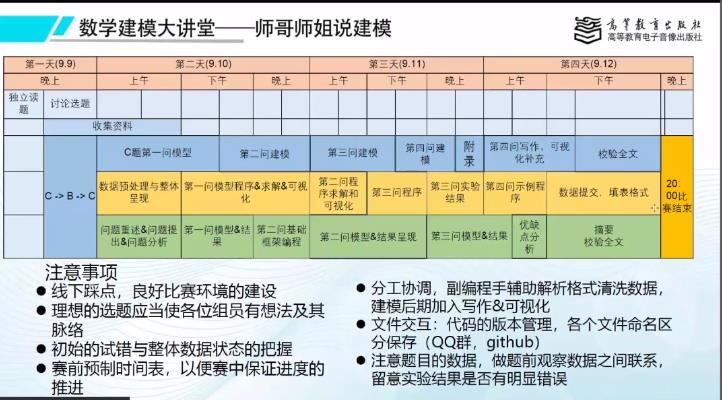 数学建模大讲堂——师哥师姐说建模
高等教育出版社
高等教育电子音像出版社
第一天(9.9) 第二天(9.10) 第三天(9.11) 第四天(9.12)
晚上 上午 下午 晚上 上午 下午 晚上 上午 下午 晚上
独立读题 讨论选题
收集资料
C -> B -> C
C题第一问模型 第二问建模 第三问建模 第四问建模 附录 第四问写作、可视化补充 校验全文
数据预处理与整体呈现 第一问模型程序&求解&可视化 第二问程序求解和可视化 第三问程序 第三问实验结果 第四问示例程序 数据提交、填表格式
问题重述&问题提出&问题分析 第一问模型&结果 第二问基础框架编程 第二问模型&结果呈现 第三问模型&结果 优缺点分析 摘要
校验全文
20:00比赛结束
注意事项
● 线下踩点，良好比赛环境的建设
● 理想的选题应当使各位组员有想法及其
脉络
● 初始的试错与整体数据状态的把握
● 赛前预制时间表，以便赛中保证进度的
推进
● 分工协调，副编程手辅助解析格式清洗数据，
建模后期加入写作&可视化
● 文件交互：代码的版本管理，各个文件命名区
分保存（QQ群，github）
● 注意题目的数据，做题前观察数据之间联系，
留意实验结果是否有明显错误